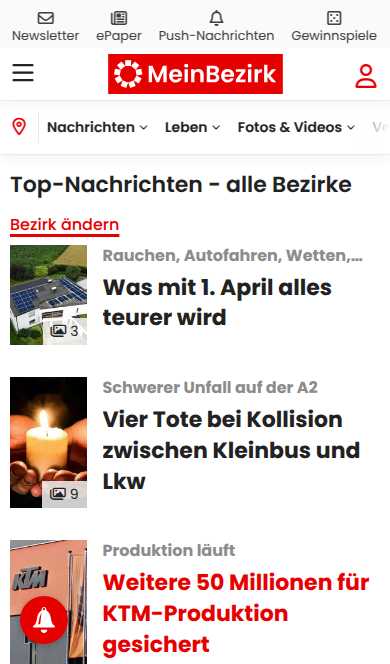 Newsletter ePaper Push-Nachrichten Gewinnspiele
MeinBezirk
Nachrichten Leben Fotos & Videos
Top-Nachrichten - alle Bezirke
Bezirk ändern
Rauchen, Autofahren, Wetten,...
Was mit 1. April alles
teurer wird
3
Schwerer Unfall auf der A2
Vier Tote bei Kollision
zwischen Kleinbus und
Lkw
9
Produktion läuft
Weitere 50 Millionen für
KTM-Produktion
gesichert
KTM